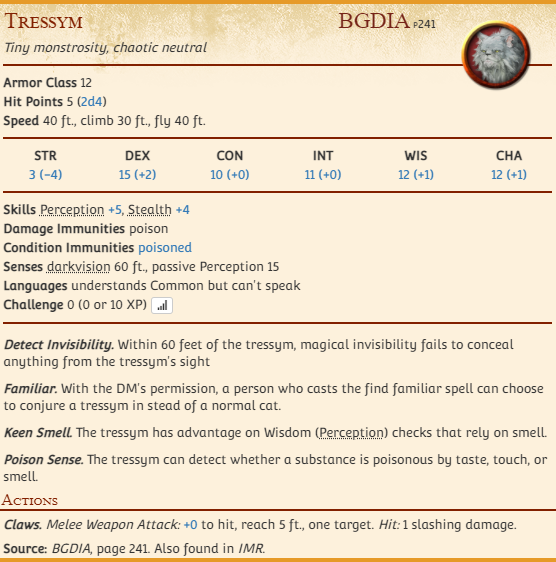 Tressym BGDIA P241
Tiny monstrosity, chaotic neutral
Armor Class 12
Hit Points 5 (2d4)
Speed 40 ft., climb 30 ft., fly 40 ft.
STR DEX CON INT WIS CHA
3 (−4) 15 (+2) 10 (+0) 11 (+0) 12 (+1) 12 (+1)
Skills Perception +5, Stealth +4
Damage Immunities poison
Condition Immunities poisoned
Senses darkvision 60 ft., passive Perception 15
Languages understands Common but can't speak
Challenge 0 (0 or 10 XP)
Detect Invisibility. Within 60 feet of the tressym, magical invisibility fails to conceal
anything from the tressym's sight
Familiar. With the DM's permission, a person who casts the find familiar spell can choose
to conjure a tressym in stead of a normal cat.
Keen Smell. The tressym has advantage on Wisdom (Perception) checks that rely on smell.
Poison Sense. The tressym can detect whether a substance is poisonous by taste, touch, or
smell.
Actions
Claws. Melee Weapon Attack: +0 to hit, reach 5 ft., one target. Hit: 1 slashing damage.
Source: BGDIA, page 241. Also found in IMR.